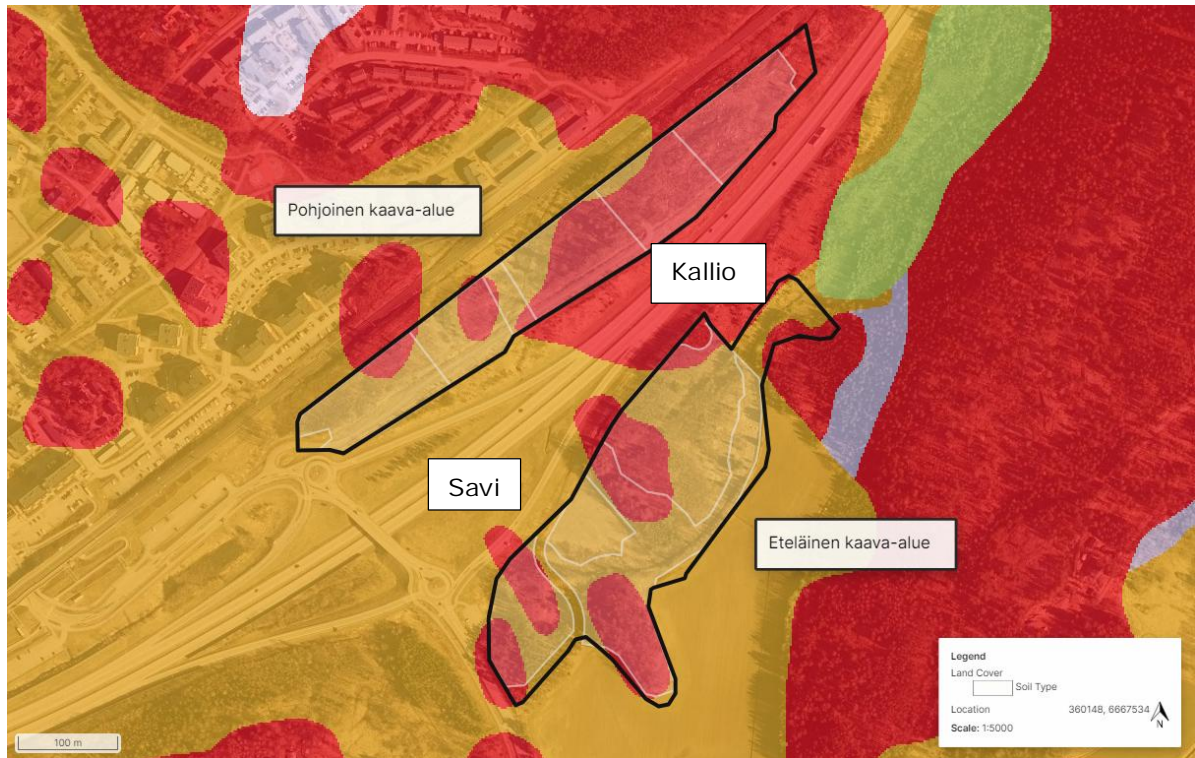 Pohjoinen kaava-alue
Kallio
Savi
Eteläinen kaava-alue
Legend
Land Cover
Soil Type
Location 360148, 6667534
N
Scale: 1:5000
100 m